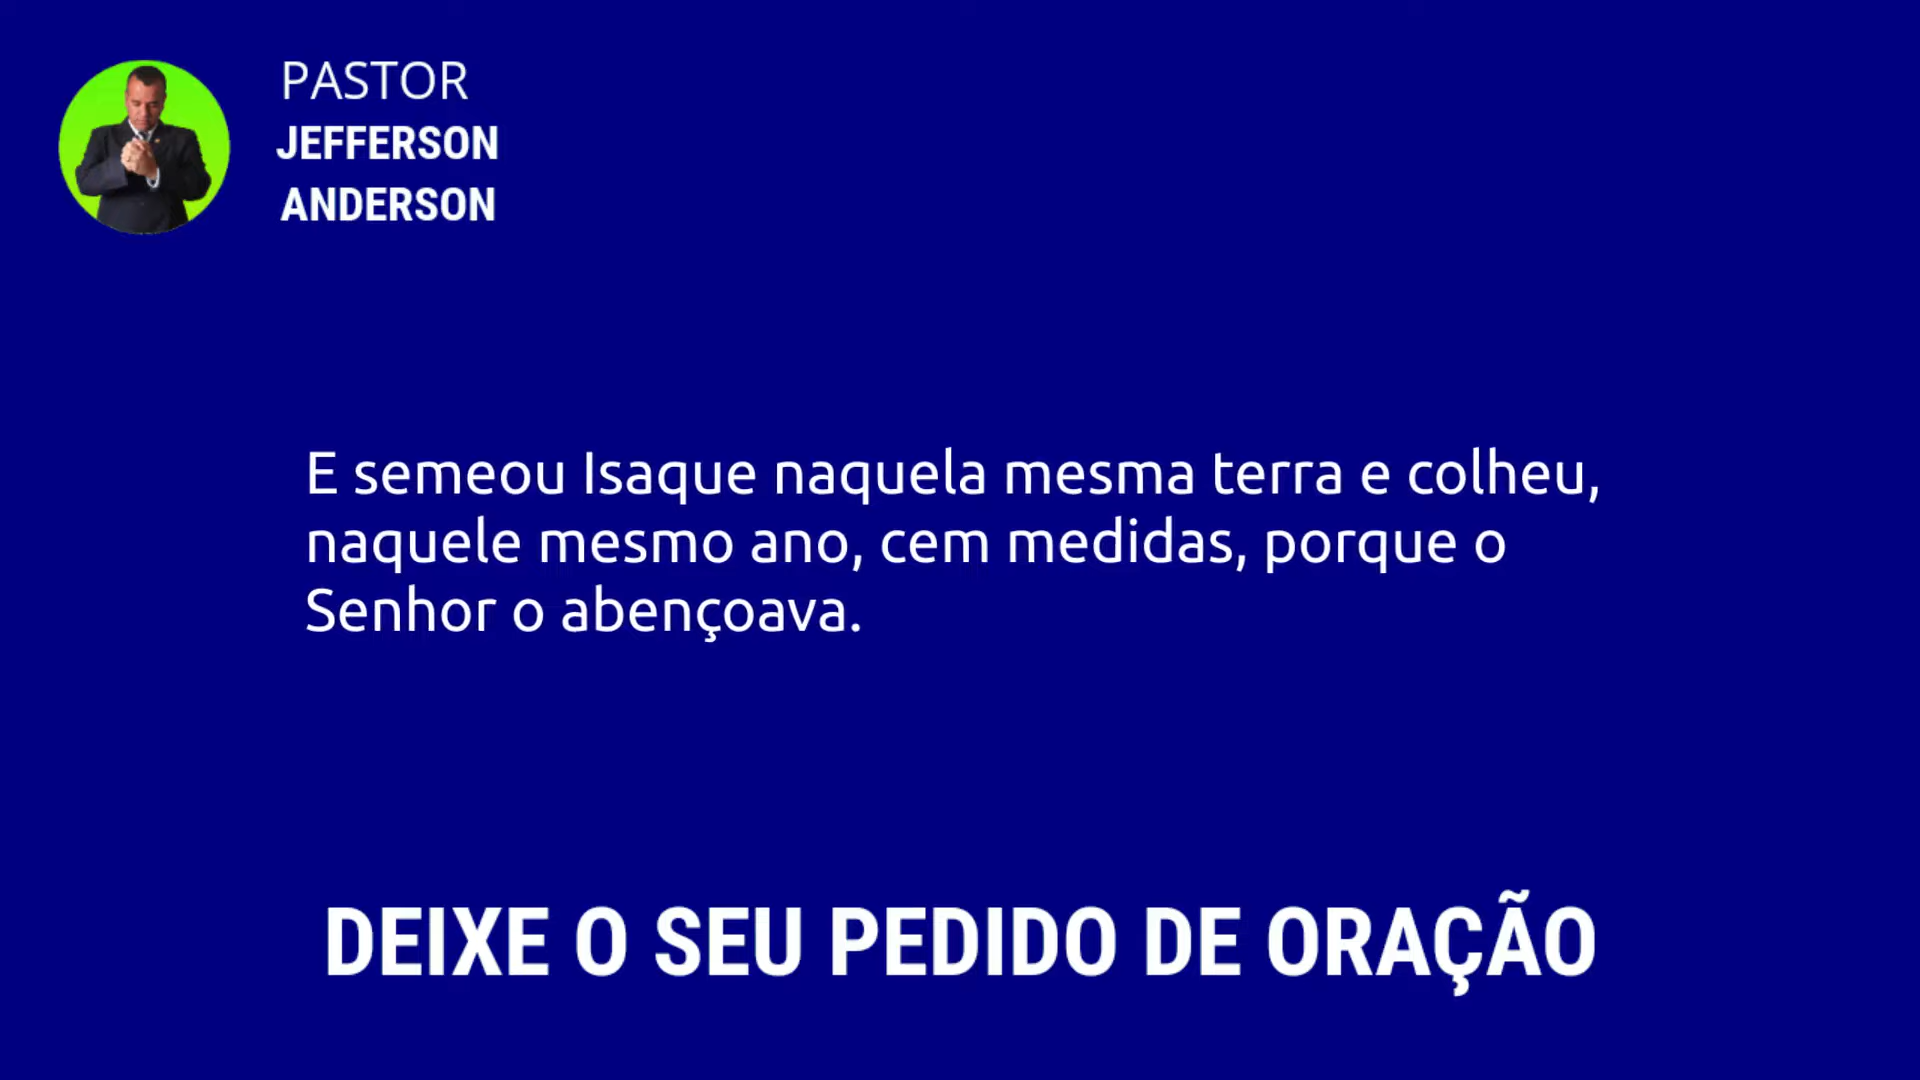 PASTOR
JEFFERSON
ANDERSON
E semeou Isaque naquela mesma terra e colheu,
naquele mesmo ano, cem medidas, porque o
Senhor o abençoava.
DEIXE O SEU PEDIDO DE ORAÇÃO